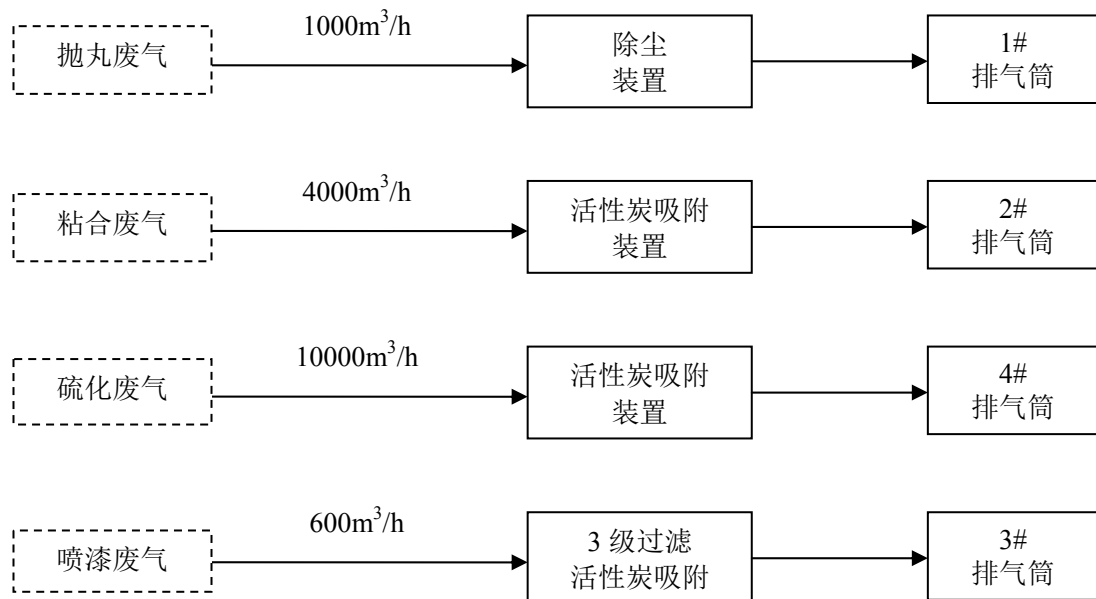 1000m³/h
抛丸废气
除尘
装置
1#
排气筒
4000m³/h
粘合废气
活性炭吸附
装置
2#
排气筒
10000m³/h
硫化废气
活性炭吸附
装置
4#
排气筒
600m³/h
喷漆废气
3 级过滤
活性炭吸附
3#
排气筒